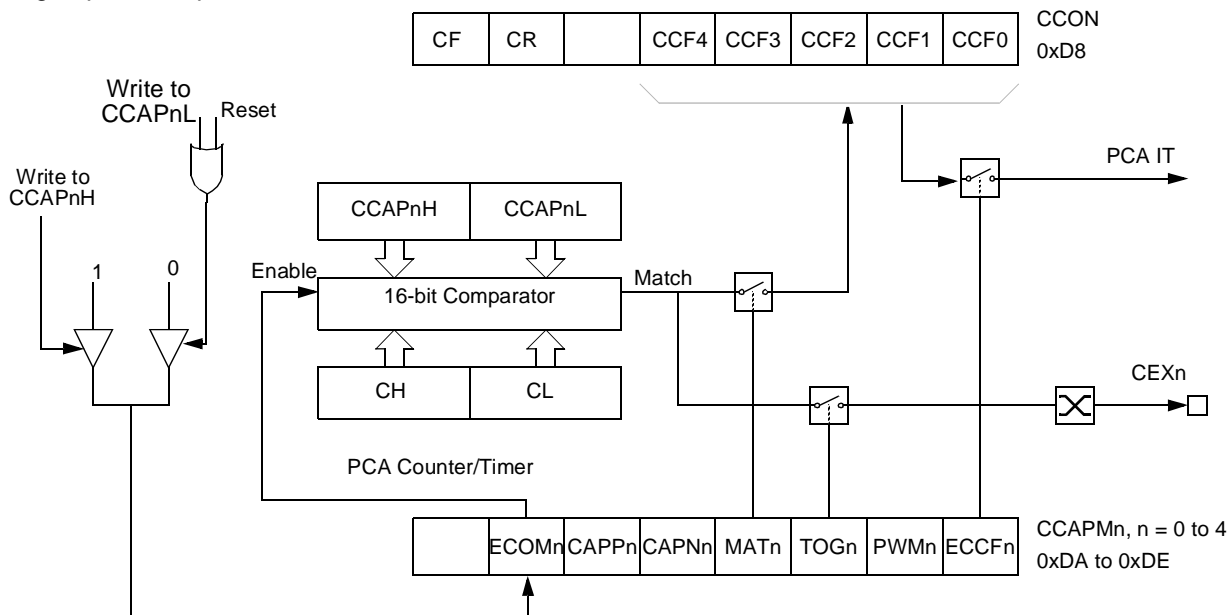 CCON
CF CR CCF4 CCF3 CCF2 CCF1 CCF0
0xD8
Write to
CCAPnL Reset
PCA IT
Write to
CCAPnH
CCAPnH CCAPnL
1 0
Enable
16-bit Comparator
Match
CH CL
CEXn
PCA Counter/Timer
ECOMn CAPPn CAPNn MATn TOGn PWMn ECCFn
CCAPMn, n = 0 to 4
0xDA to 0xDE